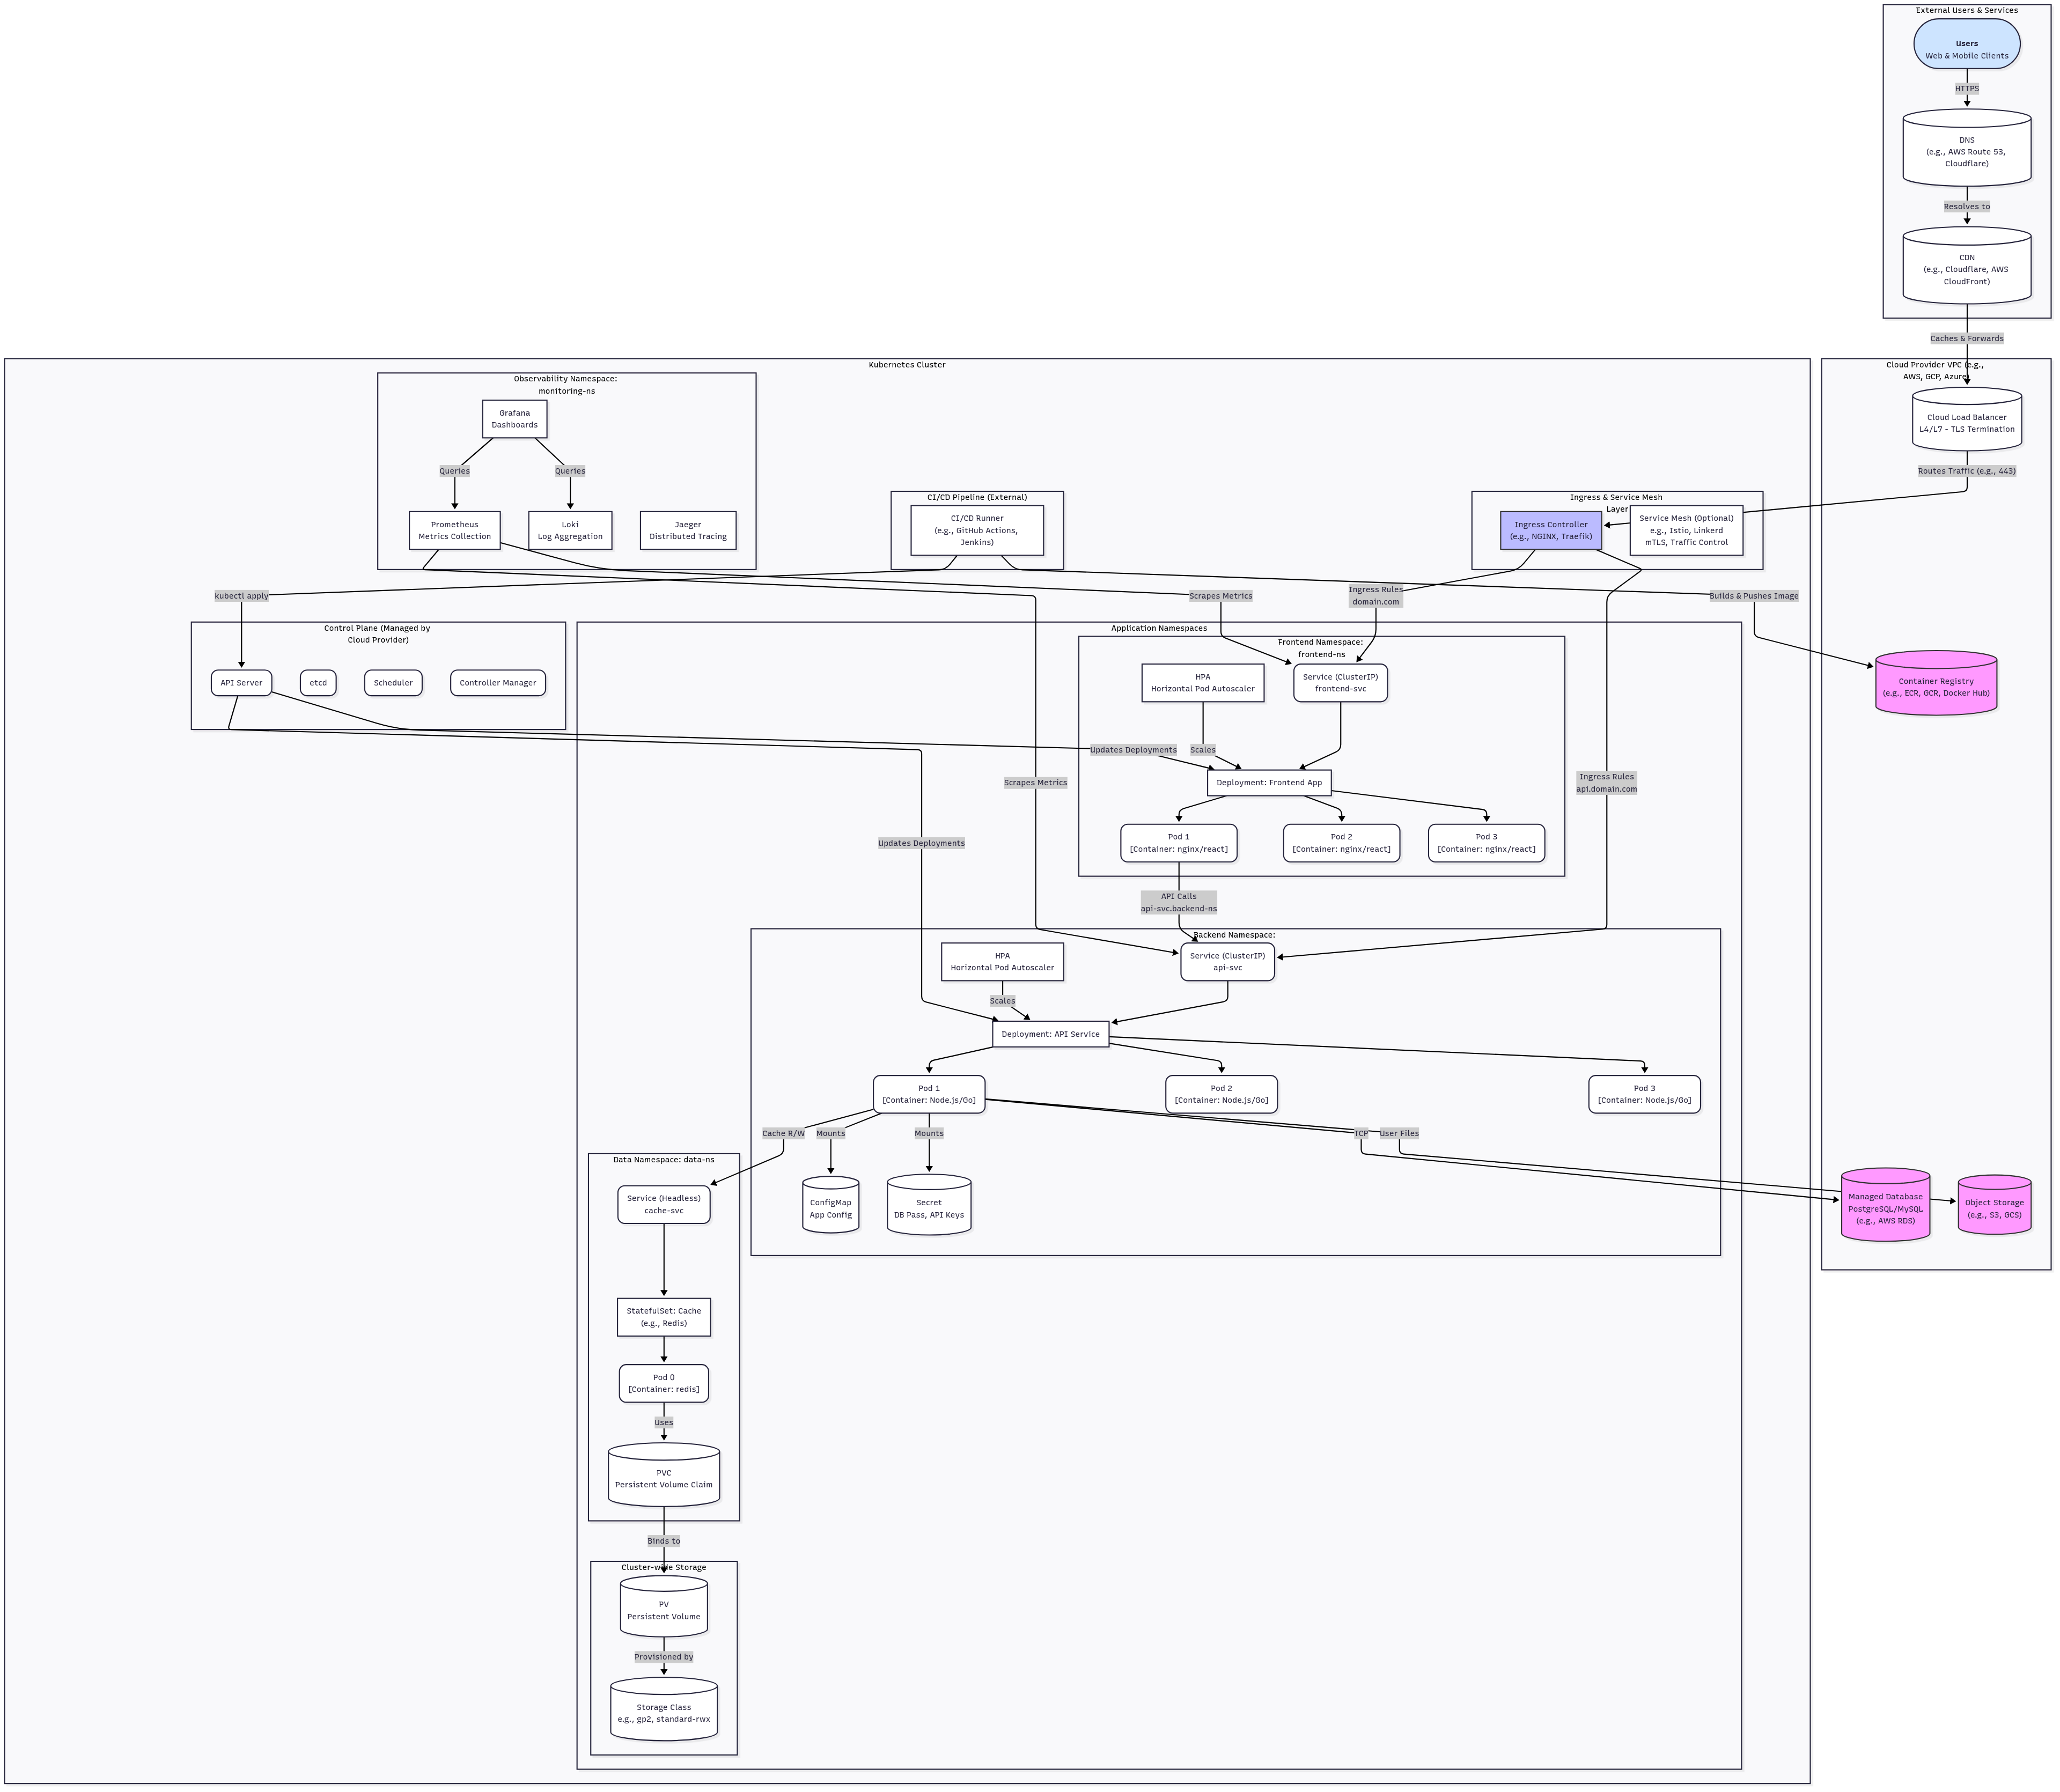 External Users & Services
Users
Web & Mobile Clients
HTTPS
DNS
(e.g., AWS Route 53,
Cloudflare)
Resolves to
CDN
(e.g., Cloudflare, AWS
CloudFront)
Caches & Forwards
Cloud Provider VPC (e.g.,
AWS, GCP, Azure)
Cloud Load Balancer
L4/L7 - TLS Termination
Routes Traffic (e.g., 443)
Container Registry
(e.g., ECR, GCR, Docker Hub)
Managed Database
PostgreSQL/MySQL
(e.g., AWS RDS)
Object Storage
(e.g., S3, GCS)
Kubernetes Cluster
Observability Namespace:
monitoring-ns
Grafana
Dashboards
Queries
Queries
Prometheus
Metrics Collection
Loki
Log Aggregation
Jaeger
Distributed Tracing
CI/CD Pipeline (External)
CI/CD Runner
(e.g., GitHub Actions,
Jenkins)
Ingress & Service Mesh
Layer
Ingress Controller
(e.g., NGINX, Traefik)
Service Mesh (Optional)
e.g., Istio, Linkerd
mTLS, Traffic Control
kubectl apply
Scrapes Metrics
Ingress Rules
domain.com
Builds & Pushes Image
Control Plane (Managed by
Cloud Provider)
API Server
etcd
Scheduler
Controller Manager
Application Namespaces
Frontend Namespace:
frontend-ns
HPA
Horizontal Pod Autoscaler
Service (ClusterIP)
frontend-svc
Updates Deployments
Scales
Deployment: Frontend App
Scrapes Metrics
Ingress Rules
api.domain.com
Pod 1
[Container: nginx/react]
Pod 2
[Container: nginx/react]
Pod 3
[Container: nginx/react]
Updates Deployments
API Calls
api-svc.backend-ns
Backend Namespace:
HPA
Horizontal Pod Autoscaler
Service (ClusterIP)
api-svc
Scales
Deployment: API Service
Pod 1
[Container: Node.js/Go]
Pod 2
[Container: Node.js/Go]
Pod 3
[Container: Node.js/Go]
Cache R/W
Mounts
Mounts
TCP
User Files
ConfigMap
App Config
Secret
DB Pass, API Keys
Data Namespace: data-ns
Service (Headless)
cache-svc
StatefulSet: Cache
(e.g., Redis)
Pod 0
[Container: redis]
Uses
PVC
Persistent Volume Claim
Binds to
Cluster-wide Storage
PV
Persistent Volume
Provisioned by
Storage Class
e.g., gp2, standard-rwx